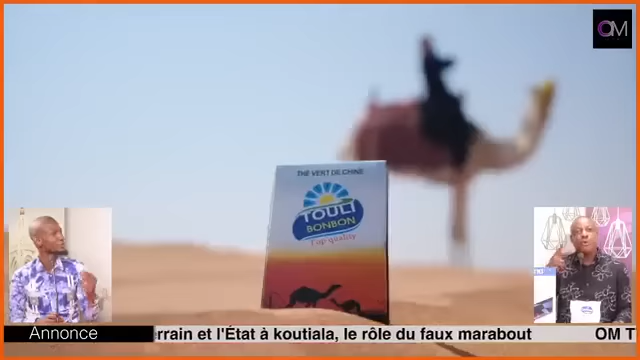 OM
THÉ VERT DE CHINE
TOULI
BONBON
Top quality
Annonce
rrain et l'État à koutiala, le rôle du faux marabout
OM T